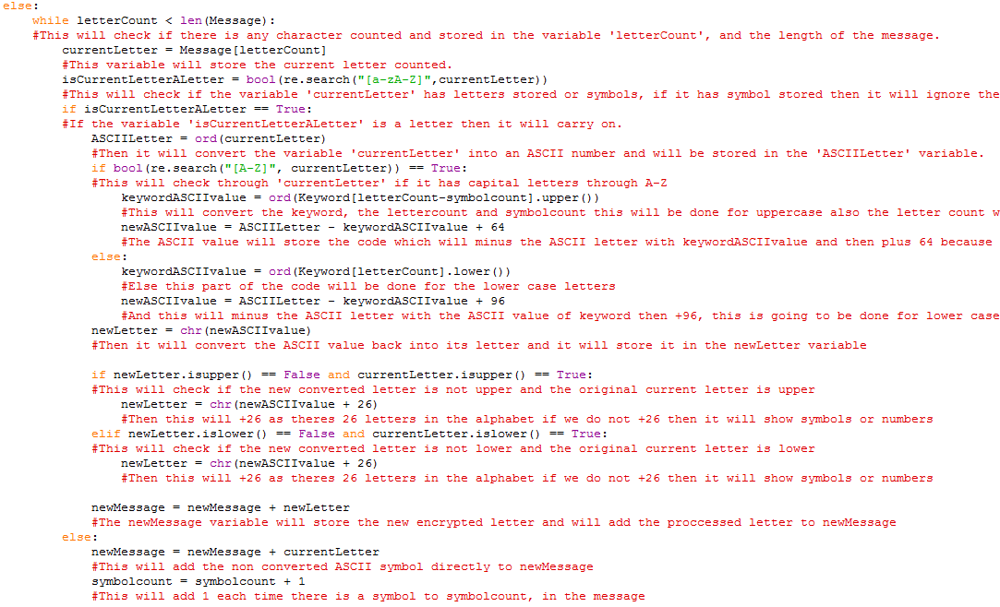 else:
    while letterCount < len(Message):
    #This will check if there is any character counted and stored in the variable 'letterCount', and the length of the message.
        currentLetter = Message[letterCount]
        #This variable will store the current letter counted.
        isCurrentLetterALetter = bool(re.search("[a-zA-Z]",currentLetter))
        #This will check if the variable 'currentLetter' has letters stored or symbols, if it has symbol stored then it will ignore the
        if isCurrentLetterALetter == True:
        #If the variable 'isCurrentLetterALetter' is a letter then it will carry on.
            ASCIILetter = ord(currentLetter)
            #Then it will convert the variable 'currentLetter' into an ASCII number and will be stored in the 'ASCIILetter' variable.
            if bool(re.search("[A-Z]", currentLetter)) == True:
            #This will check through 'currentLetter' if it has capital letters through A-Z
                keywordASCIIvalue = ord(Keyword[letterCount-symbolcount].upper())
                #This will convert the keyword, the lettercount and symbolcount this will be done for uppercase also the letter count w
                newASCIIvalue = ASCIILetter - keywordASCIIvalue + 64
                #The ASCII value will store the code which will minus the ASCII letter with keywordASCIIvalue and then plus 64 because
            else:
                keywordASCIIvalue = ord(Keyword[letterCount].lower())
                #Else this part of the code will be done for the lower case letters
                newASCIIvalue = ASCIILetter - keywordASCIIvalue + 96
                #And this will minus the ASCII letter with the ASCII value of keyword then +96, this is going to be done for lower case
            newLetter = chr(newASCIIvalue)
            #Then it will convert the ASCII value back into its letter and it will store it in the newLetter variable
            if newLetter.isupper() == False and currentLetter.isupper() == True:
            #This will check if the new converted letter is not upper and the original current letter is upper
                newLetter = chr(newASCIIvalue + 26)
                #Then this will +26 as theres 26 letters in the alphabet if we do not +26 then it will show symbols or numbers
            elif newLetter.islower() == False and currentLetter.islower() == True:
            #This will check if the new converted letter is not lower and the original current letter is lower
                newLetter = chr(newASCIIvalue + 26)
                #Then this will +26 as theres 26 letters in the alphabet if we do not +26 then it will show symbols or numbers
            newMessage = newMessage + newLetter
            #The newMessage variable will store the new encrypted letter and will add the proccessed letter to newMessage
        else:
            newMessage = newMessage + currentLetter
            #This will add the non converted ASCII symbol directly to newMessage
            symbolcount = symbolcount + 1
            #This will add 1 each time there is a symbol to symbolcount, in the message